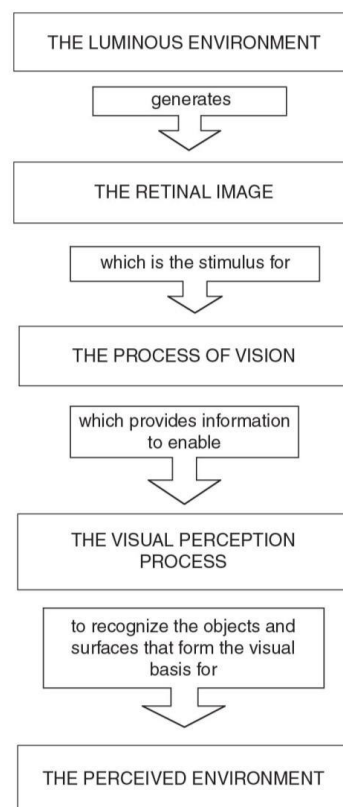 THE LUMINOUS ENVIRONMENT
generates
THE RETINAL IMAGE
which is the stimulus for
THE PROCESS OF VISION
which provides information
to enable
THE VISUAL PERCEPTION
PROCESS
to recognize the objects and
surfaces that form the visual
basis for
THE PERCEIVED ENVIRONMENT